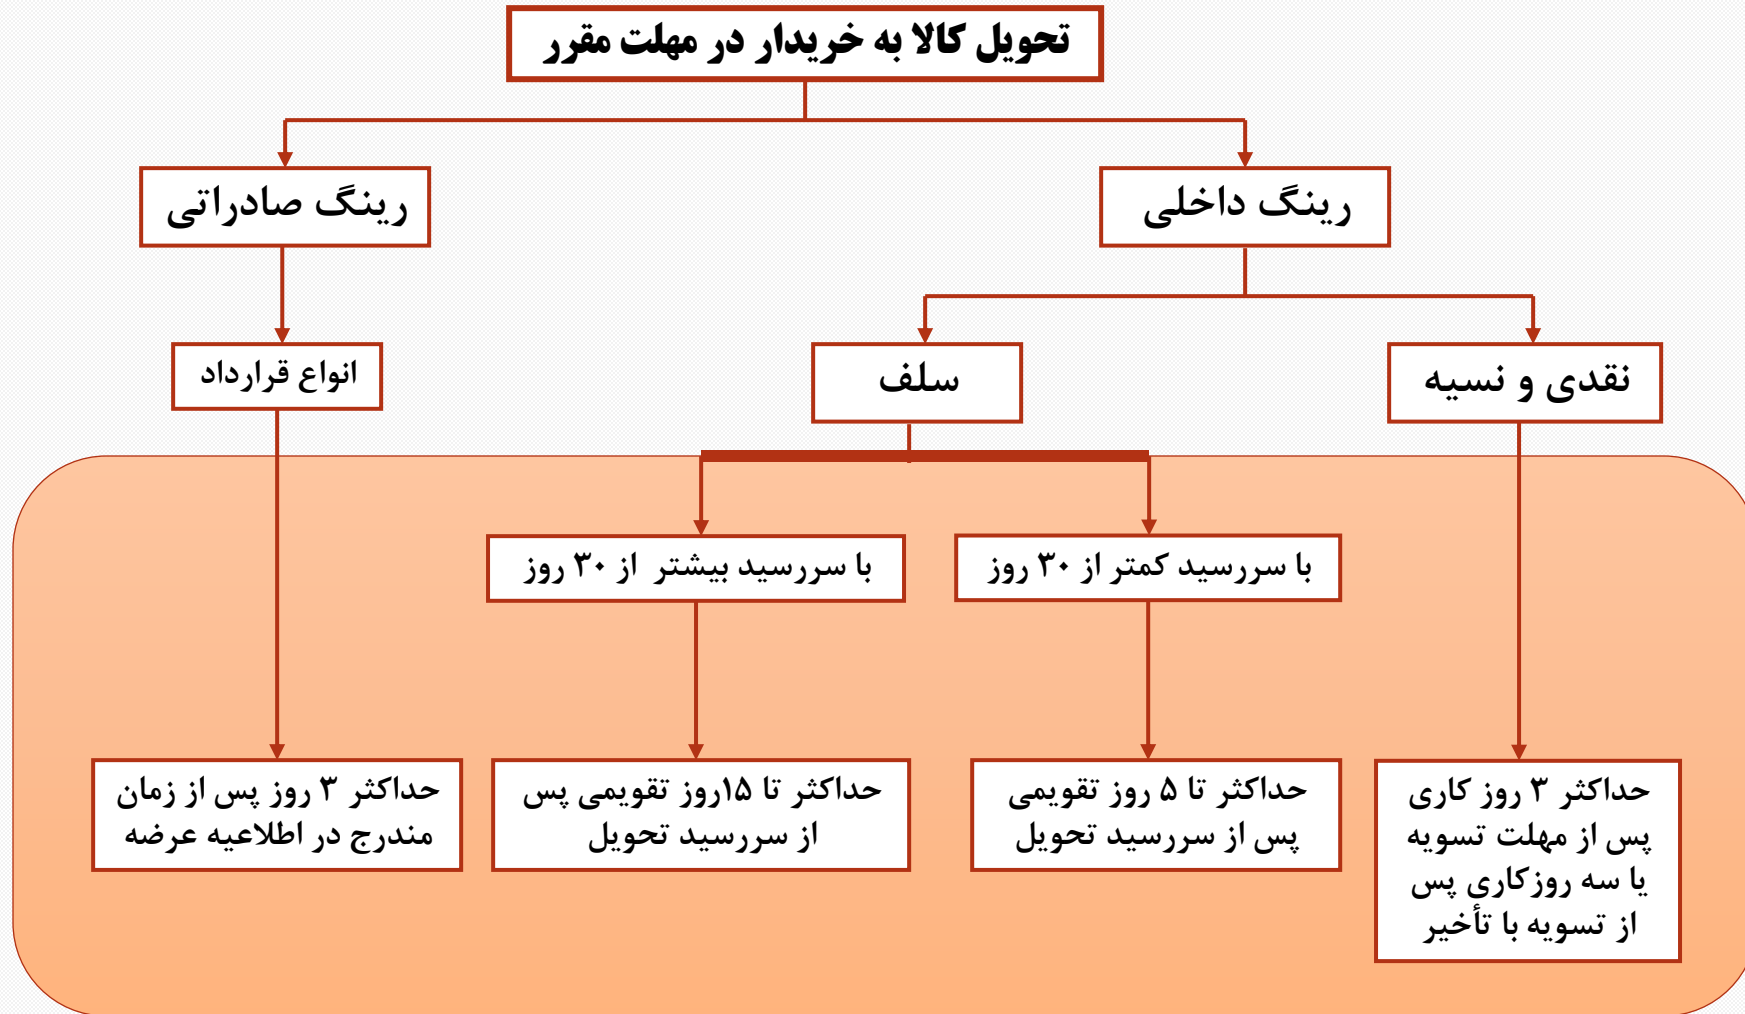 تحویل کالا به خریدار در مهلت مقرر
رینگ داخلی
رینگ صادراتی
نقدی و نسیه
سلف
انواع قرارداد
با سررسید کمتر از ۳۰ روز
با سررسید بیشتر از ۳۰ روز
حداکثر ۳ روز کاری
پس از مهلت تسویه
یا سه روزکاری پس
از تسویه با تأخیر
حداکثر تا ۵ روز تقویمی
پس از سررسید تحویل
حداکثر تا ۱۵روز تقویمی پس
از سررسید تحویل
حداکثر ۳ روز پس از زمان
مندرج در اطلاعیه عرضه